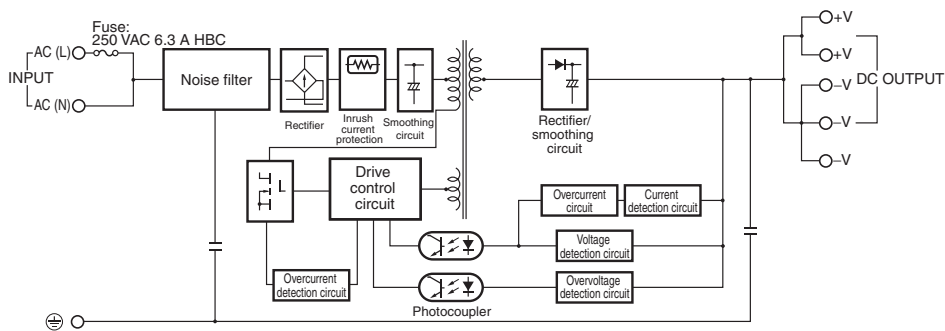 Fuse:
250 VAC 6.3 A HBC
AC (L)
INPUT
AC (N)
Noise filter
Rectifier
Inrush
current
protection
Smoothing
circuit
Rectifier/
smoothing
circuit
+V
+V
–V
–V
–V
DC OUTPUT
Drive
control
circuit
Overcurrent
circuit
Current
detection circuit
Voltage
detection circuit
Overcurrent
detection circuit
Overvoltage
detection circuit
Photocoupler